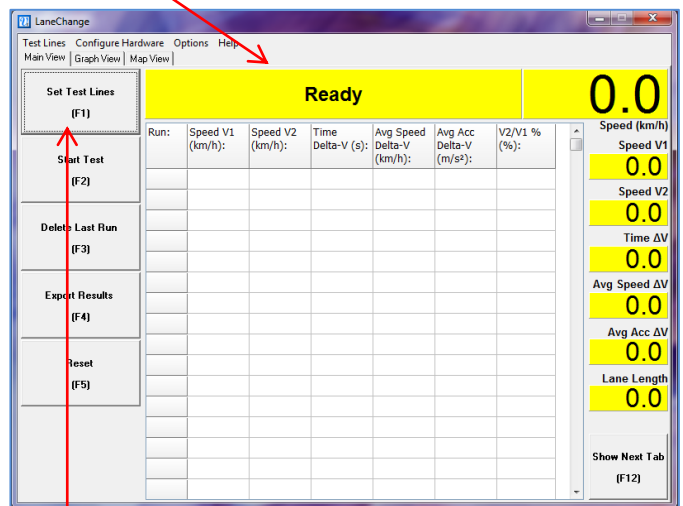 LaneChange
Test Lines Configure Hardware Options Help
Main View Graph View Map View
Set Test Lines
(F1)
Start Test
(F2)
Delete Last Run
(F3)
Export Results
(F4)
Reset
(F5)
Ready
0.0
Speed (km/h)
Run: Speed V1 (km/h): Speed V2 (km/h): Time Delta-V (s): Avg Speed Delta-V (km/h): Avg Acc Delta-V (m/s²): V2/V1 % (%):
Speed V1
0.0
Speed V2
0.0
Time ΔV
0.0
Avg Speed ΔV
0.0
Avg Acc ΔV
0.0
Lane Length
0.0
Show Next Tab
(F12)